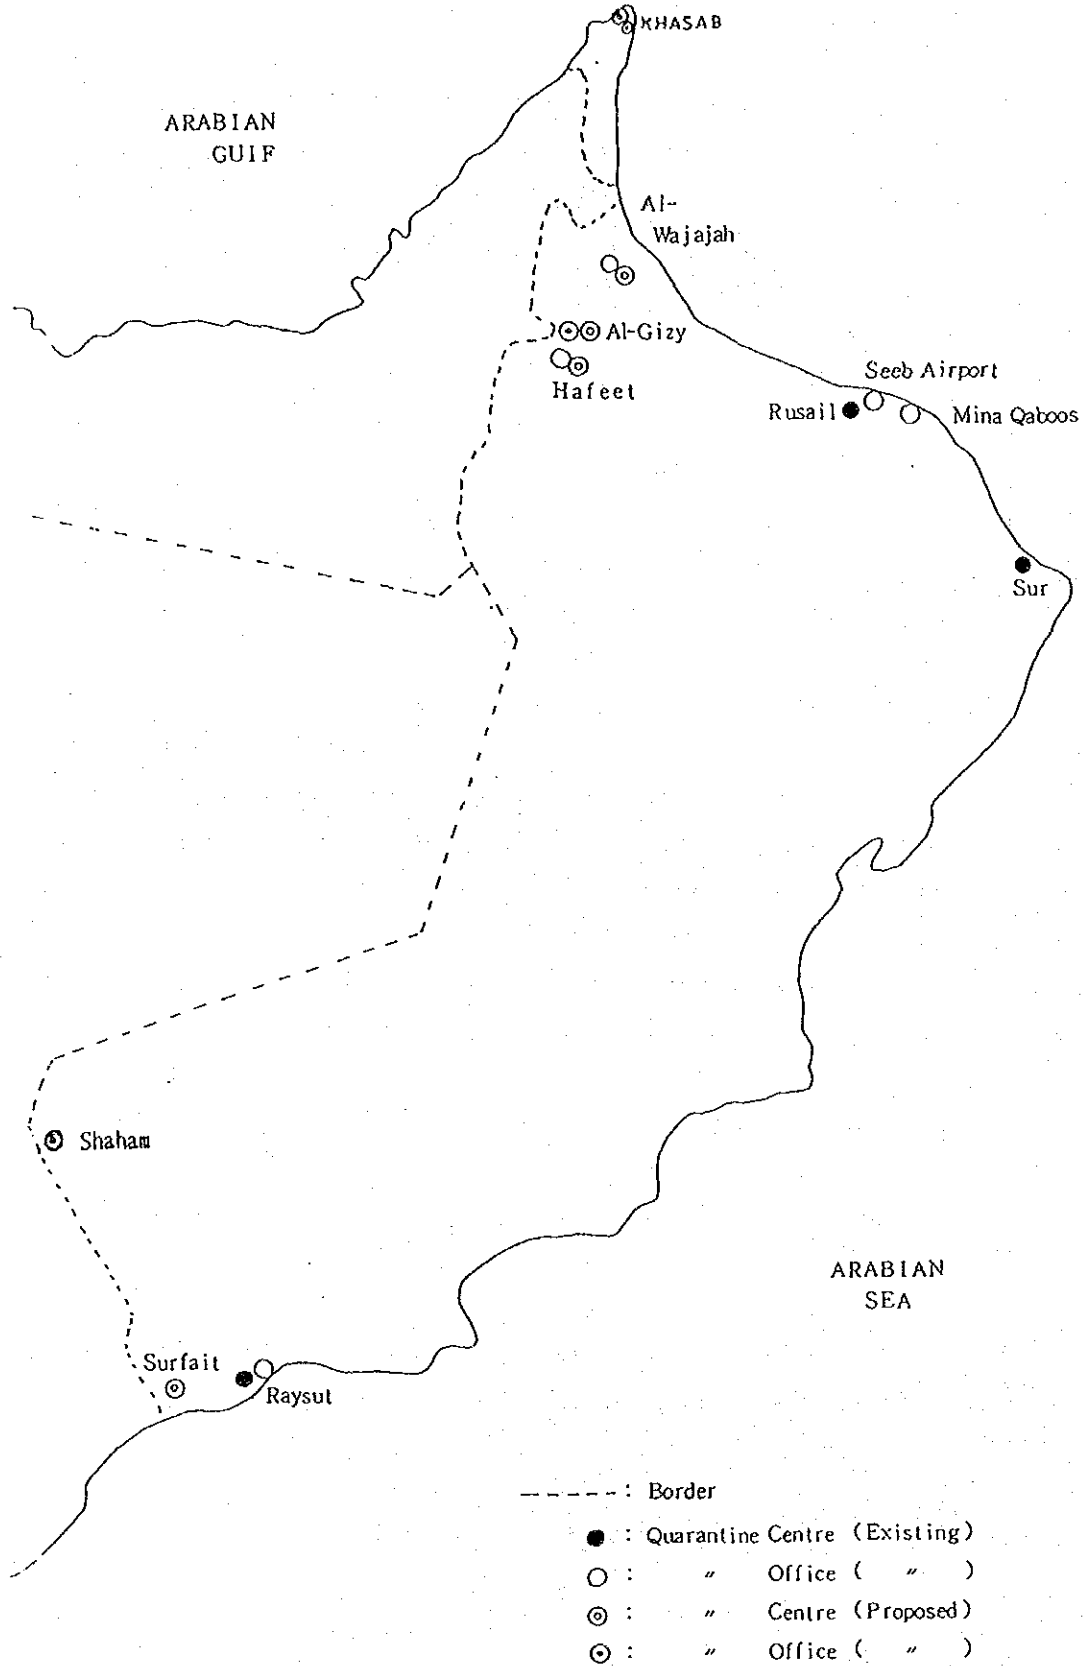 KHASAB
ARABIAN
GUIF
Al-
Wajajah
Al-Gizy
Hafeet
Seeb Airport
Rusail
Mina Qaboos
Sur
Shaham
ARABIAN
SEA
Surfait
Raysut
------- : Border
● : Quarantine Centre (Existing)
○ : 〃 Office ( 〃 )
◎ : 〃 Centre (Proposed)
⊙ : 〃 Office ( 〃 )